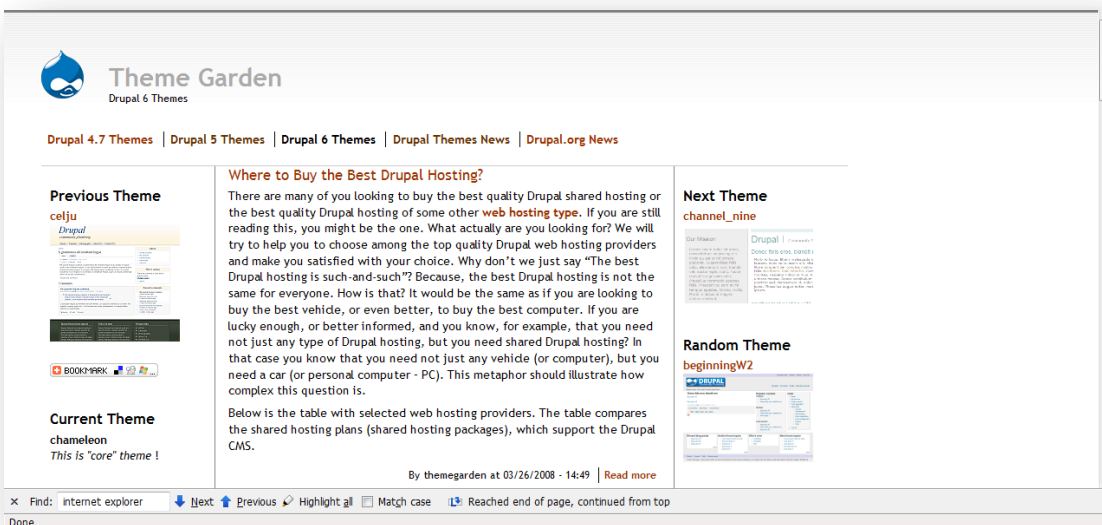 Theme Garden
Drupal 6 Themes
Drupal 4.7 Themes | Drupal 5 Themes | Drupal 6 Themes | Drupal Themes News | Drupal.org News
Previous Theme
celju
Drupal
BOOKMARK
Current Theme
chameleon
This is "core" theme !
Where to Buy the Best Drupal Hosting?
There are many of you looking to buy the best quality Drupal shared hosting or
the best quality Drupal hosting of some other web hosting type. If you are still
reading this, you might be the one. What actually are you looking for? We will
try to help you to choose among the top quality Drupal web hosting providers
and make you satisfied with your choice. Why don't we just say "The best
Drupal hosting is such-and-such"? Because, the best Drupal hosting is not the
same for everyone. How is that? It would be the same as if you are looking to
buy the best vehicle, or even better, to buy the best computer. If you are
lucky enough, or better informed, and you know, for example, that you need
not just any type of Drupal hosting, but you need shared Drupal hosting? In
that case you know that you need not just any vehicle (or computer), but you
need a car (or personal computer - PC). This metaphor should illustrate how
complex this question is.
Below is the table with selected web hosting providers. The table compares
the shared hosting plans (shared hosting packages), which support the Drupal
CMS.
By themegarden at 03/26/2008 - 14:49 | Read more
Next Theme
channel_nine
Our Mission
Drupal
Random Theme
beginningW2
DRUPAL
Find: internet explorer Next Previous Highlight all Match case Reached end of page, continued from top
Done